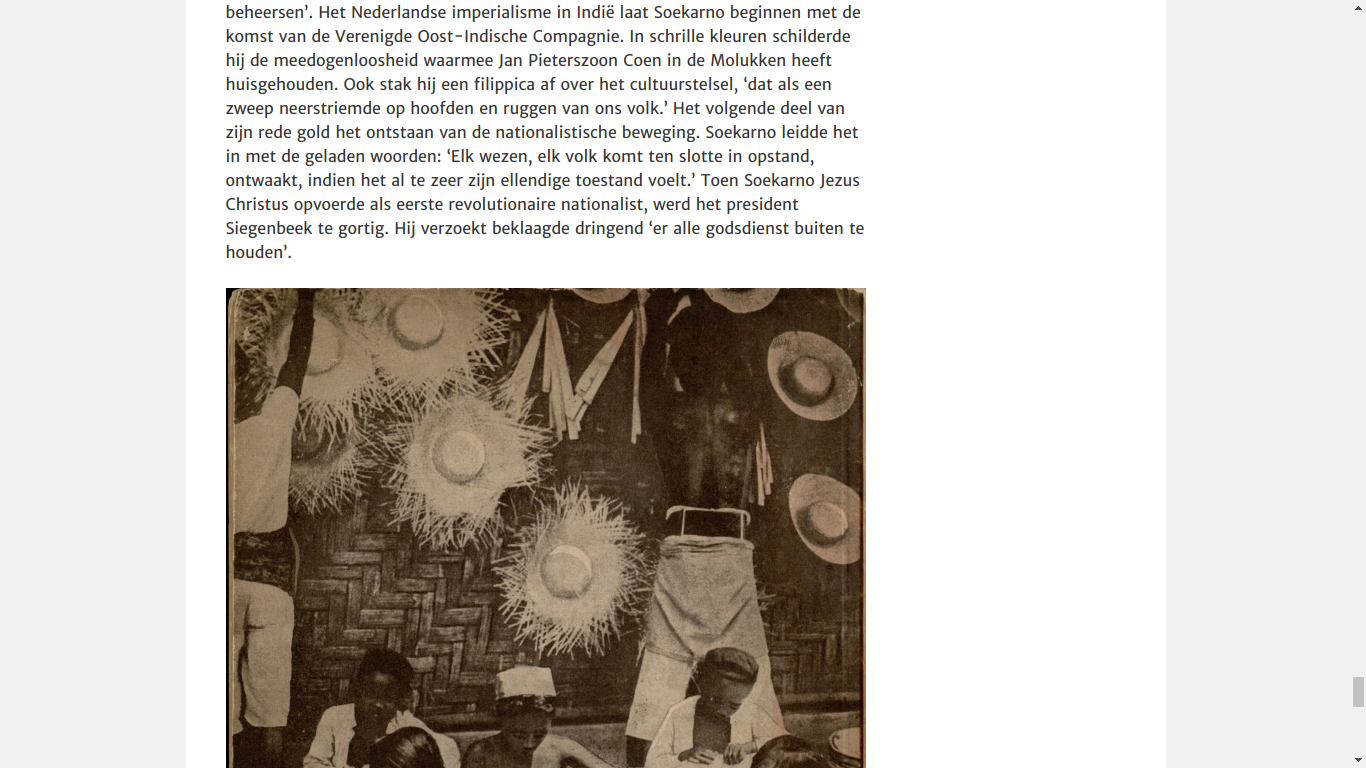 beheersen’. Het Nederlandse imperialisme in Indië laat Soekarno beginnen met de
komst van de Verenigde Oost-Indische Compagnie. In schrille kleuren schilderde
hij de meedogenloosheid waarmee Jan Pieterszoon Coen in de Molukken heeft
huisgehouden. Ook stak hij een filippica af over het cultuurstelsel, ‘dat als een
zweep neerstriemde op hoofden en ruggen van ons volk.’ Het volgende deel van
zijn rede gold het ontstaan van de nationalistische beweging. Soekarno leidde het
in met de geladen woorden: ‘Elk wezen, elk volk komt ten slotte in opstand,
ontwaakt, indien het al te zeer zijn ellendige toestand voelt.’ Toen Soekarno Jezus
Christus opvoerde als eerste revolutionaire nationalist, werd het president
Siegenbeek te gortig. Hij verzoekt beklaagde dringend ‘er alle godsdienst buiten te
houden’.